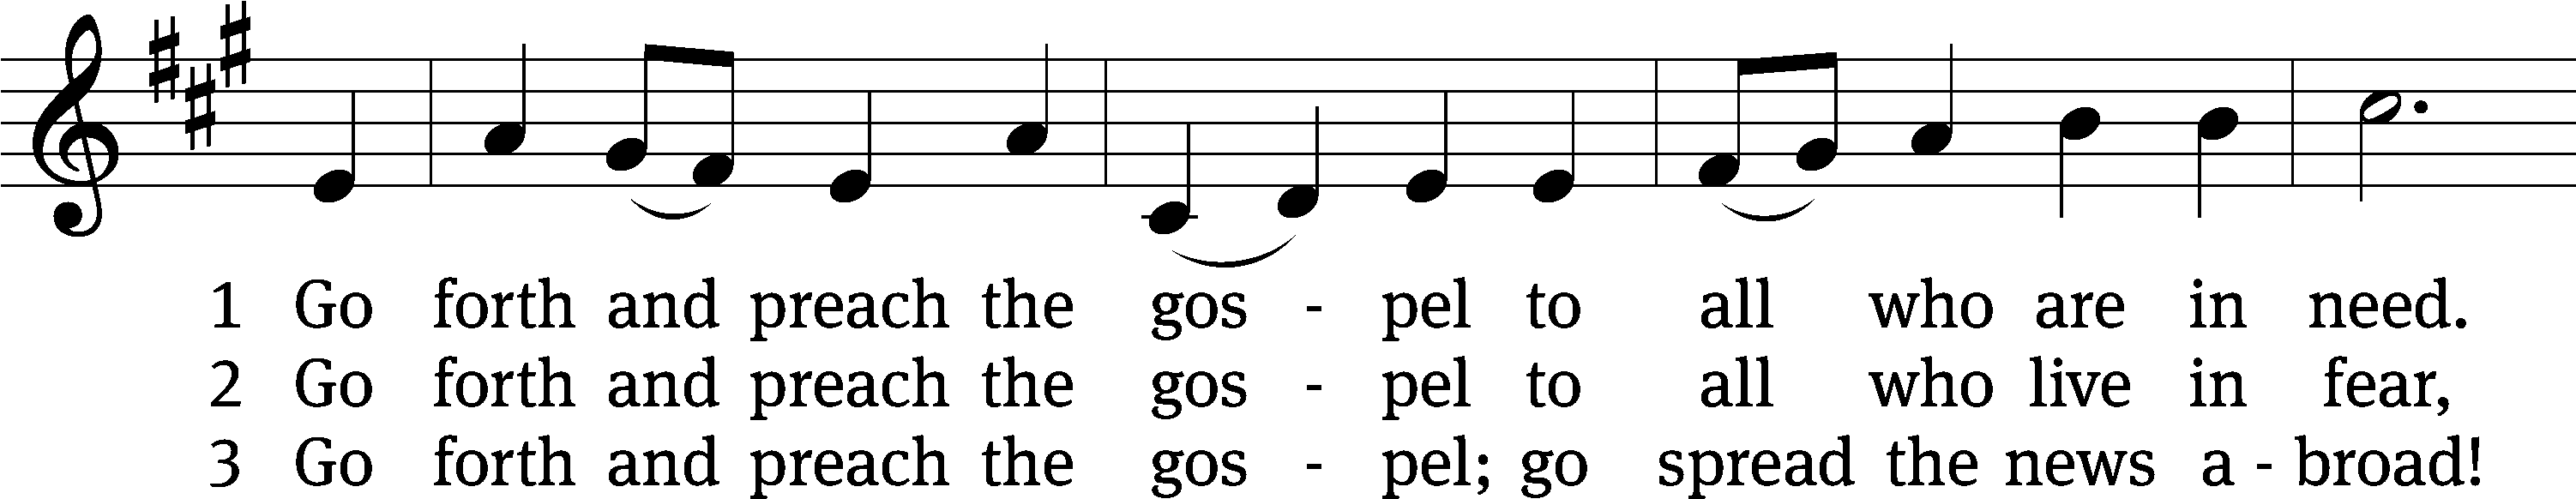 1 Go forth and preach the gos - pel to all who are in need.
2 Go forth and preach the gos - pel to all who live in fear,
3 Go forth and preach the gos - pel; go spread the news a - broad!